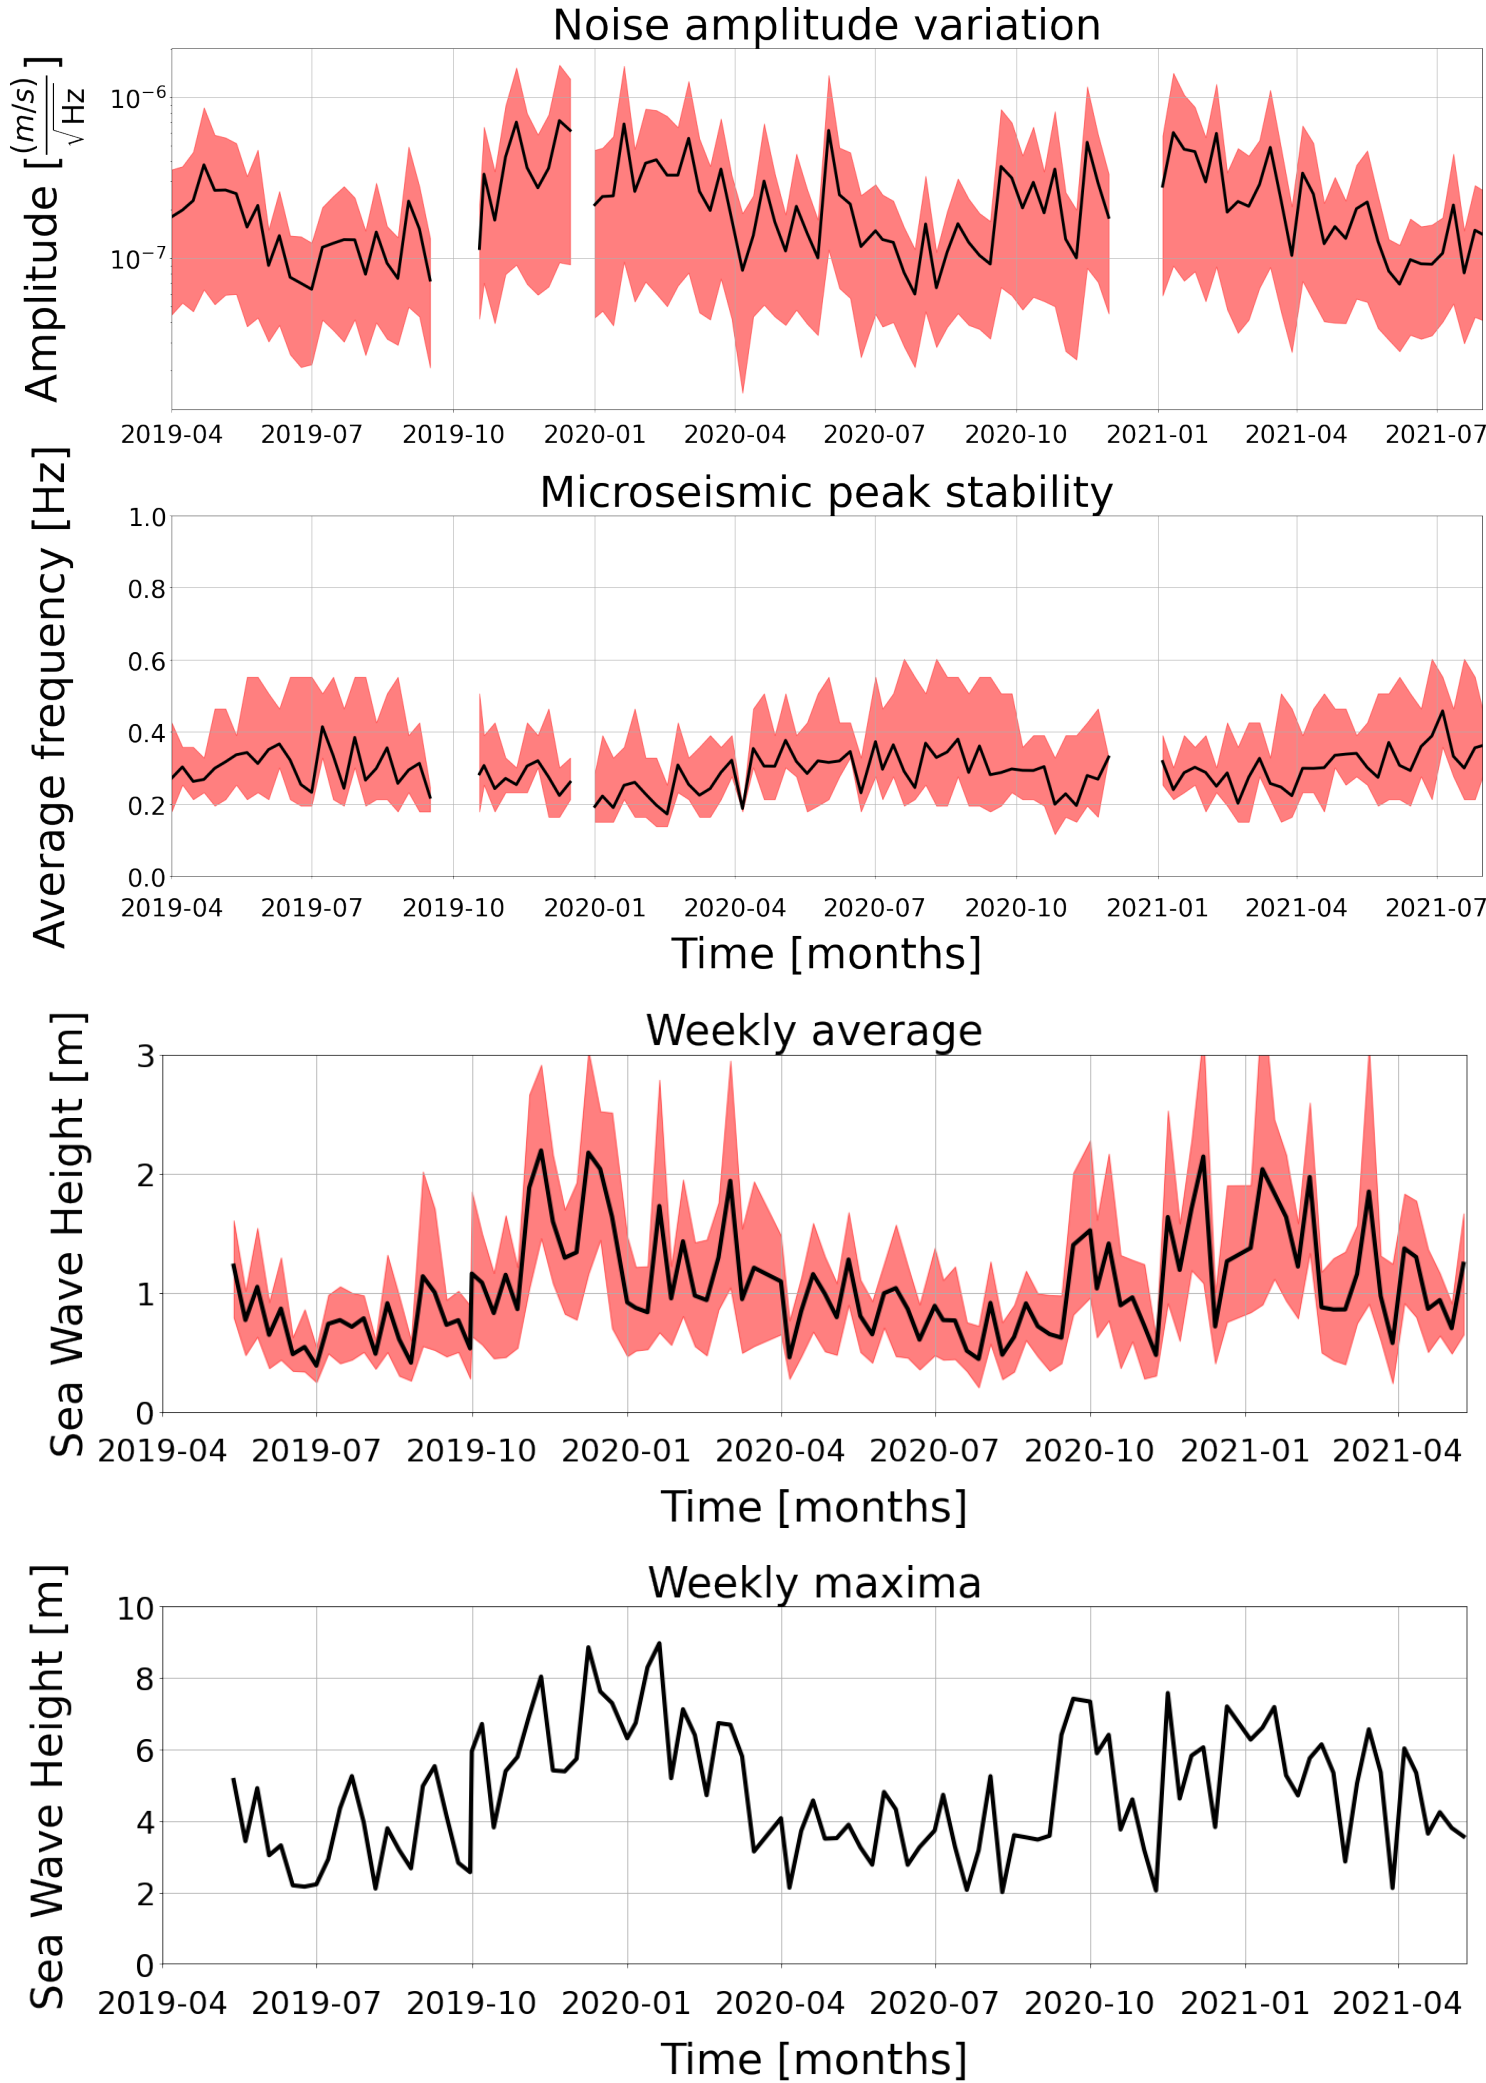 Noise amplitude variation
Amplitude [(m/s)/√Hz]
10⁻⁶
10⁻⁷
2019-04 2019-07 2019-10 2020-01 2020-04 2020-07 2020-10 2021-01 2021-04 2021-07
Microseismic peak stability
Average frequency [Hz]
1.0
0.8
0.6
0.4
0.2
0.0
2019-04 2019-07 2019-10 2020-01 2020-04 2020-07 2020-10 2021-01 2021-04 2021-07
Time [months]
Weekly average
Sea Wave Height [m]
3
2
1
0
2019-04 2019-07 2019-10 2020-01 2020-04 2020-07 2020-10 2021-01 2021-04
Time [months]
Weekly maxima
Sea Wave Height [m]
10
8
6
4
2
0
2019-04 2019-07 2019-10 2020-01 2020-04 2020-07 2020-10 2021-01 2021-04
Time [months]